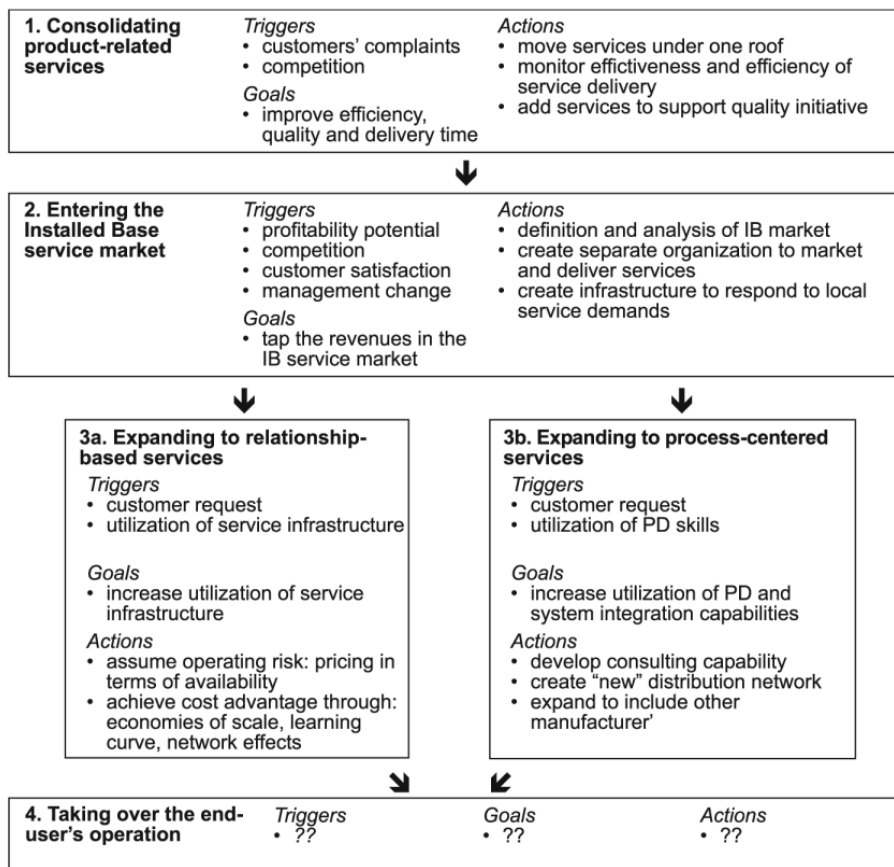 1. Consolidating
product-related
services
Triggers
• customers’ complaints
• competition
Goals
• improve efficiency,
quality and delivery time
Actions
• move services under one roof
• monitor effictiveness and efficiency of
service delivery
• add services to support quality initiative
2. Entering the
Installed Base
service market
Triggers
• profitability potential
• competition
• customer satisfaction
• management change
Goals
• tap the revenues in the
IB service market
Actions
• definition and analysis of IB market
• create separate organization to market
and deliver services
• create infrastructure to respond to local
service demands
3a. Expanding to relationship-
based services
Triggers
• customer request
• utilization of service infrastructure
Goals
• increase utilization of service
infrastructure
Actions
• assume operating risk: pricing in
terms of availability
• achieve cost advantage through:
economies of scale, learning
curve, network effects
3b. Expanding to process-centered
services
Triggers
• customer request
• utilization of PD skills
Goals
• increase utilization of PD and
system integration capabilities
Actions
• develop consulting capability
• create “new” distribution network
• expand to include other
manufacturer’
4. Taking over the end-
user’s operation
Triggers
• ??
Goals
• ??
Actions
• ??